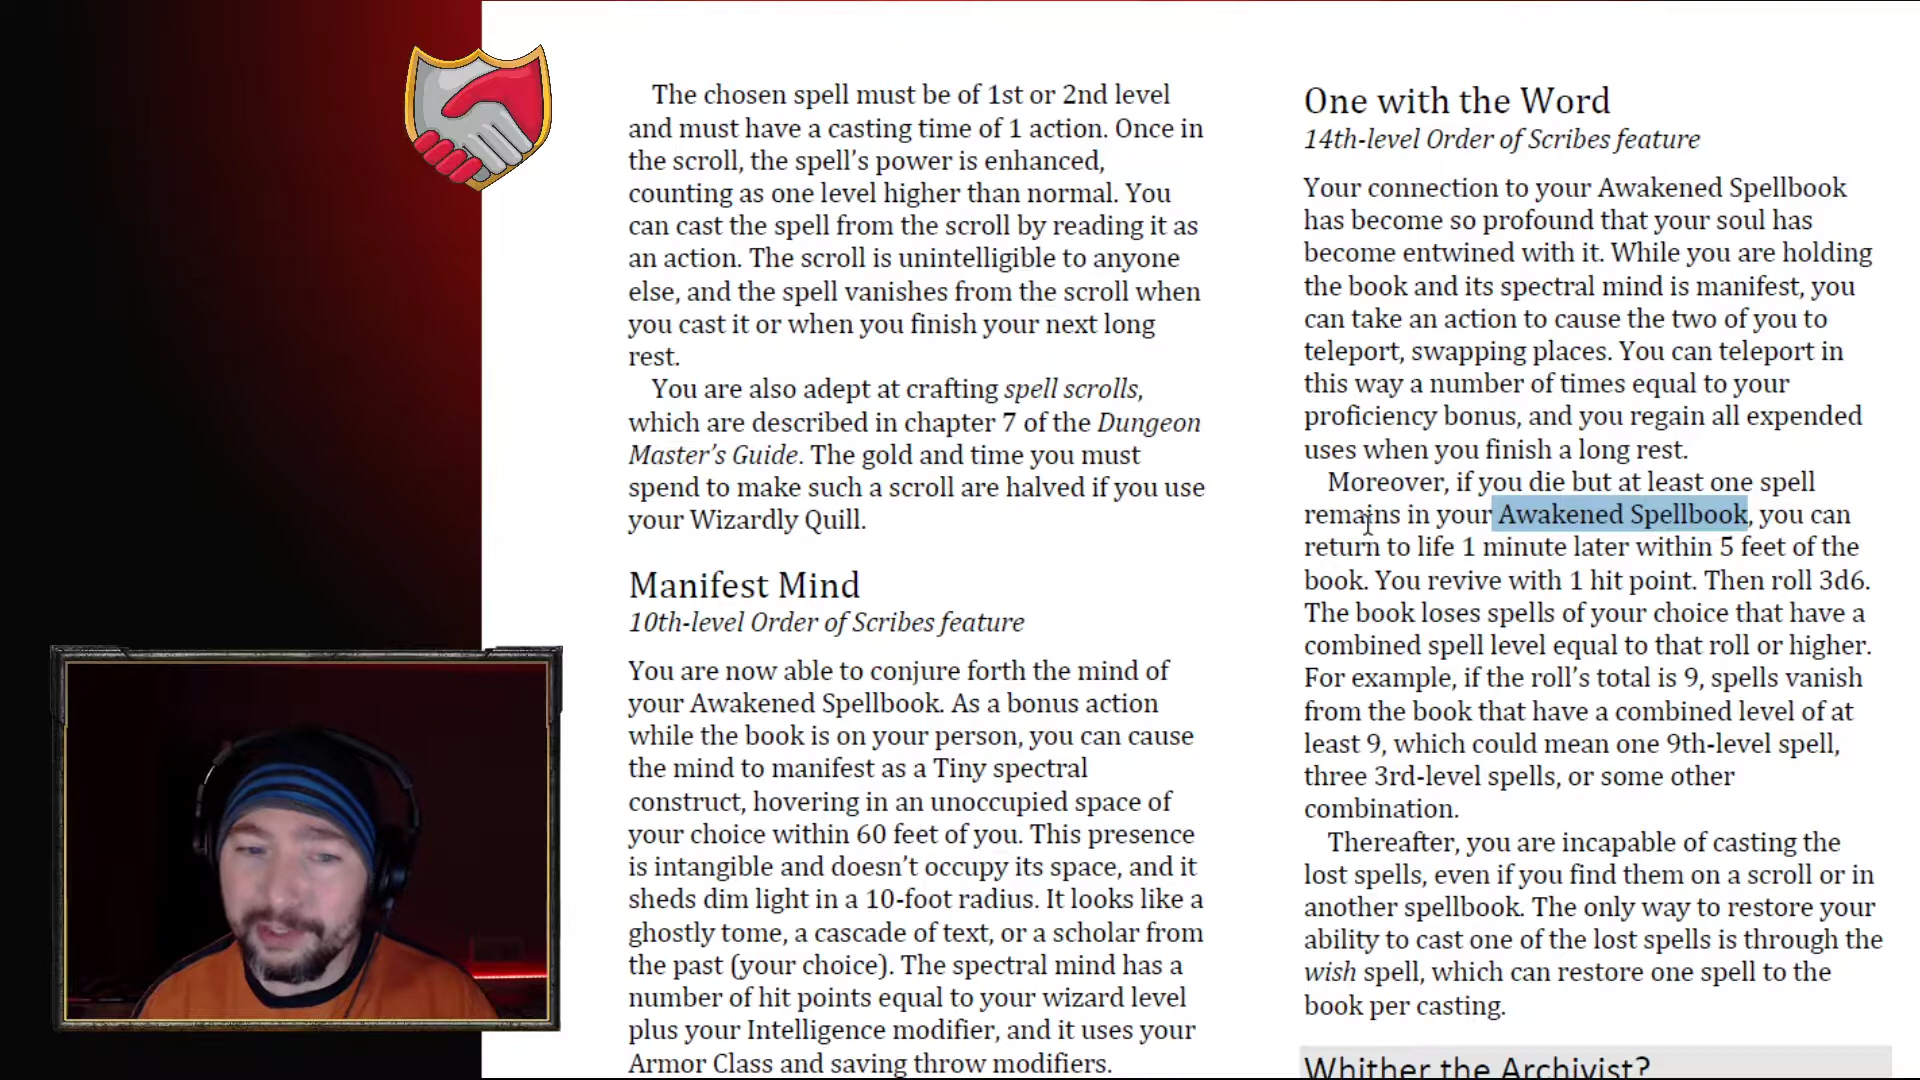 The chosen spell must be of 1st or 2nd level
and must have a casting time of 1 action. Once in
the scroll, the spell’s power is enhanced,
counting as one level higher than normal. You
can cast the spell from the scroll by reading it as
an action. The scroll is unintelligible to anyone
else, and the spell vanishes from the scroll when
you cast it or when you finish your next long
rest.
You are also adept at crafting spell scrolls,
which are described in chapter 7 of the Dungeon
Master’s Guide. The gold and time you must
spend to make such a scroll are halved if you use
your Wizardly Quill.
Manifest Mind
10th-level Order of Scribes feature
You are now able to conjure forth the mind of
your Awakened Spellbook. As a bonus action
while the book is on your person, you can cause
the mind to manifest as a Tiny spectral
construct, hovering in an unoccupied space of
your choice within 60 feet of you. This presence
is intangible and doesn’t occupy its space, and it
sheds dim light in a 10-foot radius. It looks like a
ghostly tome, a cascade of text, or a scholar from
the past (your choice). The spectral mind has a
number of hit points equal to your wizard level
plus your Intelligence modifier, and it uses your
Armor Class and saving throw modifiers.
One with the Word
14th-level Order of Scribes feature
Your connection to your Awakened Spellbook
has become so profound that your soul has
become entwined with it. While you are holding
the book and its spectral mind is manifest, you
can take an action to cause the two of you to
teleport, swapping places. You can teleport in
this way a number of times equal to your
proficiency bonus, and you regain all expended
uses when you finish a long rest.
Moreover, if you die but at least one spell
remains in your Awakened Spellbook, you can
return to life 1 minute later within 5 feet of the
book. You revive with 1 hit point. Then roll 3d6.
The book loses spells of your choice that have a
combined spell level equal to that roll or higher.
For example, if the roll’s total is 9, spells vanish
from the book that have a combined level of at
least 9, which could mean one 9th-level spell,
three 3rd-level spells, or some other
combination.
Thereafter, you are incapable of casting the
lost spells, even if you find them on a scroll or in
another spellbook. The only way to restore your
ability to cast one of the lost spells is through the
wish spell, which can restore one spell to the
book per casting.
Whither the Archivist?